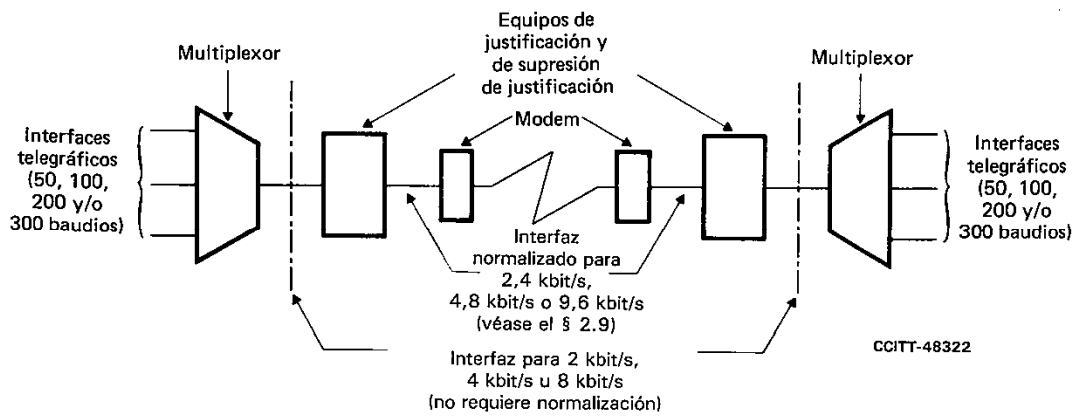 Equipos de
justificación y
de supresión
de justificación
Multiplexor
Multiplexor
Modem
Interfaces
telegráficos
(50, 100,
200 y/o
300 baudios)
Interfaces
telegráficos
(50, 100,
200 y/o
300 baudios)
Interfaz
normalizado para
2,4 kbit/s,
4,8 kbit/s o 9,6 kbit/s
(véase el § 2.9)
CCITT-48322
Interfaz para 2 kbit/s,
4 kbit/s u 8 kbit/s
(no requiere normalización)